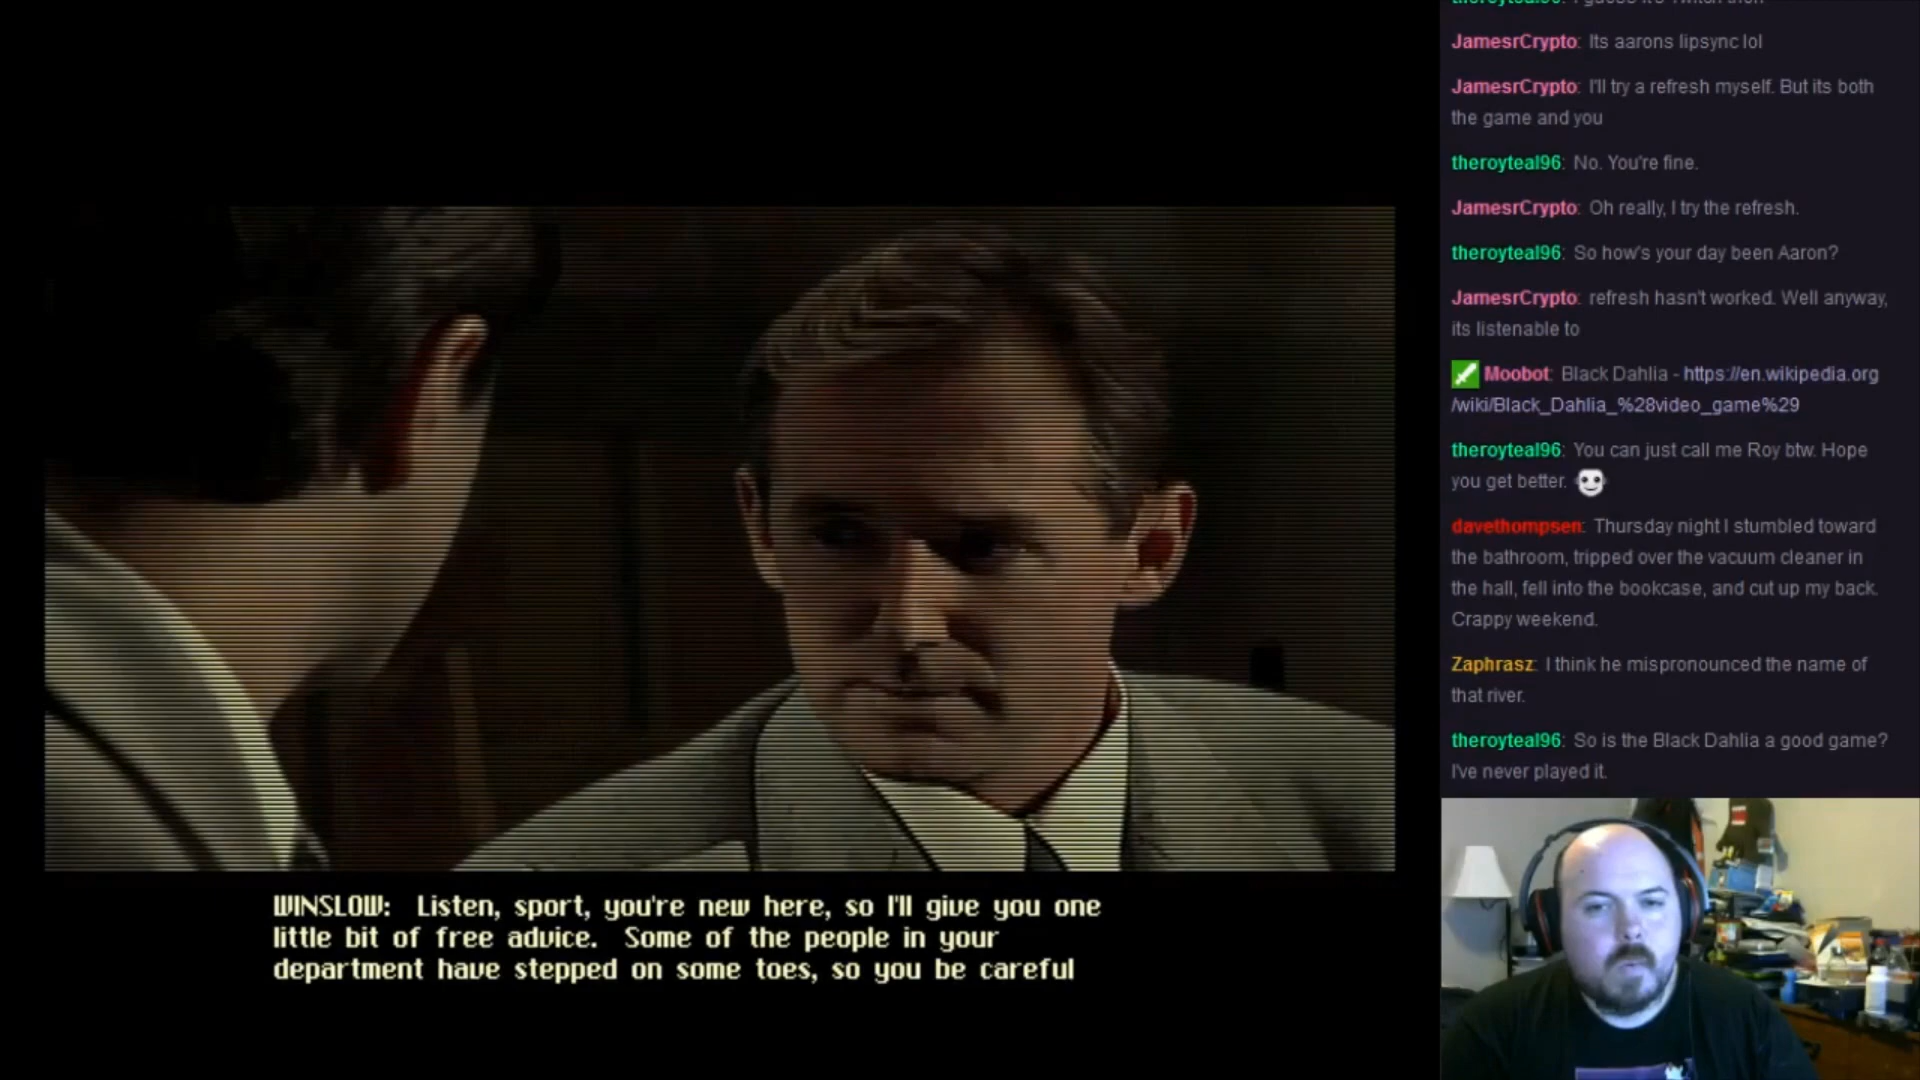 JamesrCrypto: Its aarons lipsync lol
JamesrCrypto: I'll try a refresh myself. But its both
the game and you
theroyteal96: No. You're fine.
JamesrCrypto: Oh really, I try the refresh.
theroyteal96: So how's your day been Aaron?
JamesrCrypto: refresh hasn't worked. Well anyway,
its listenable to
Moobot: Black Dahlia - https://en.wikipedia.org
/wiki/Black_Dahlia_%28video_game%29
theroyteal96: You can just call me Roy btw. Hope
you get better.
davethompsen: Thursday night I stumbled toward
the bathroom, tripped over the vacuum cleaner in
the hall, fell into the bookcase, and cut up my back.
Crappy weekend.
Zaphrasz: I think he mispronounced the name of
that river.
theroyteal96: So is the Black Dahlia a good game?
I've never played it.
WINSLOW: Listen, sport, you're new here, so I'll give you one
little bit of free advice. Some of the people in your
department have stepped on some toes, so you be careful